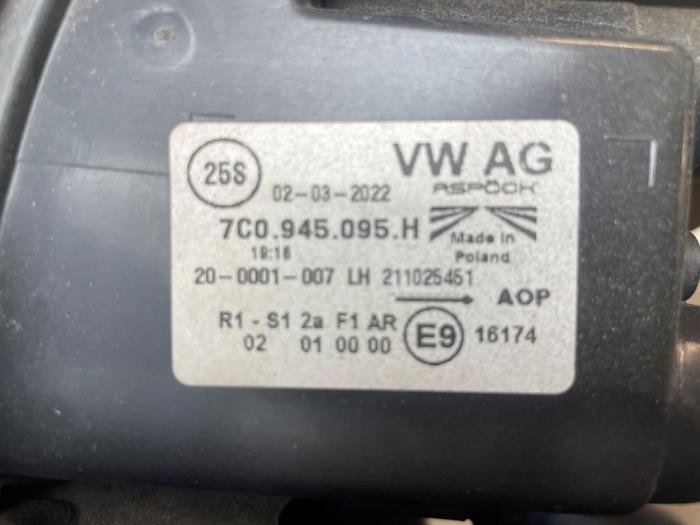 25S
VW AG
ASPÖCK
02-03-2022
7C0.945.095.H
Made in
Poland
19:16
20-0001-007 LH 211025451
AOP
R1 - S1 2a F1 AR
02 01 00 00
E9 16174